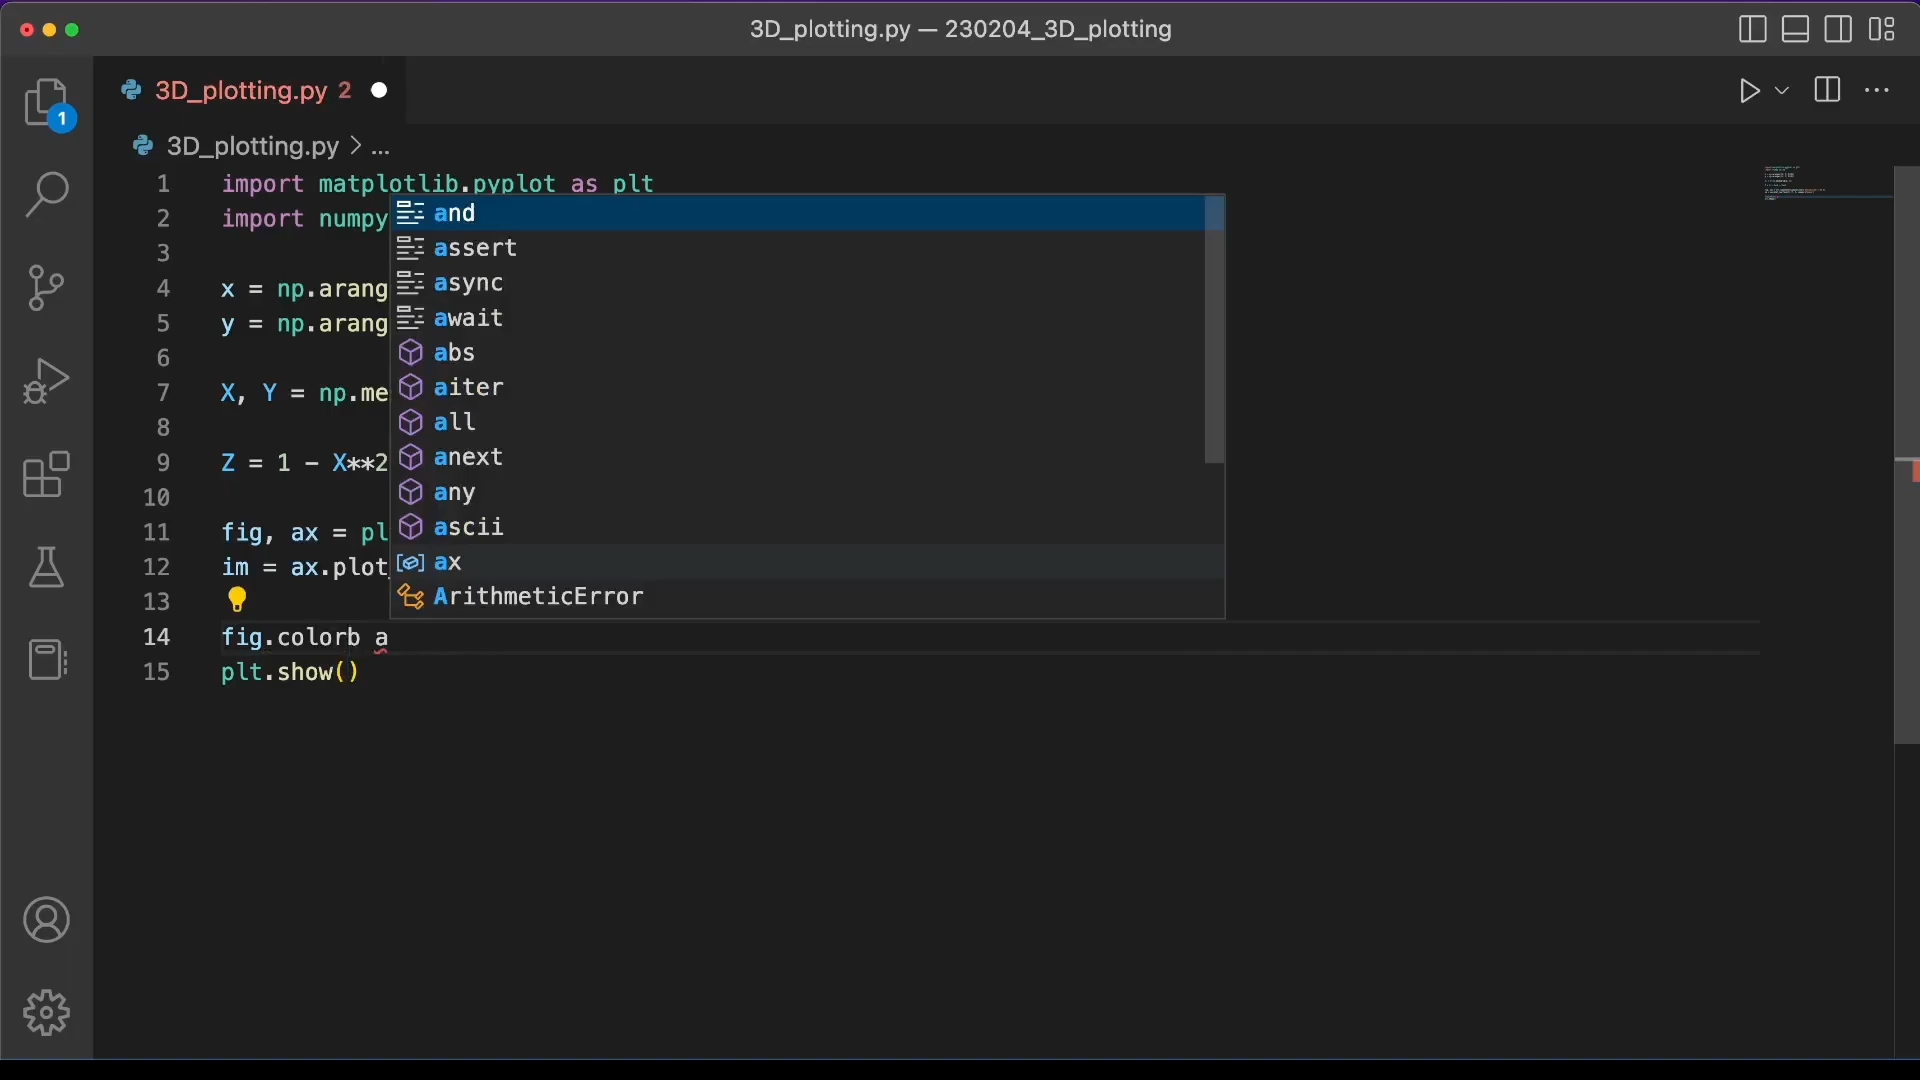 3D_plotting.py — 230204_3D_plotting
3D_plotting.py 2
1
3D_plotting.py > ...
1 import matplotlib.pyplot as plt
2 import numpy
3
4 x = np.arang
5 y = np.arang
6
7 X, Y = np.me
8
9 Z = 1 - X**2
10
11 fig, ax = pl
12 im = ax.plot_
13
14 fig.colorb a
15 plt.show()
and
assert
async
await
abs
aiter
all
anext
any
ascii
ax
ArithmeticError